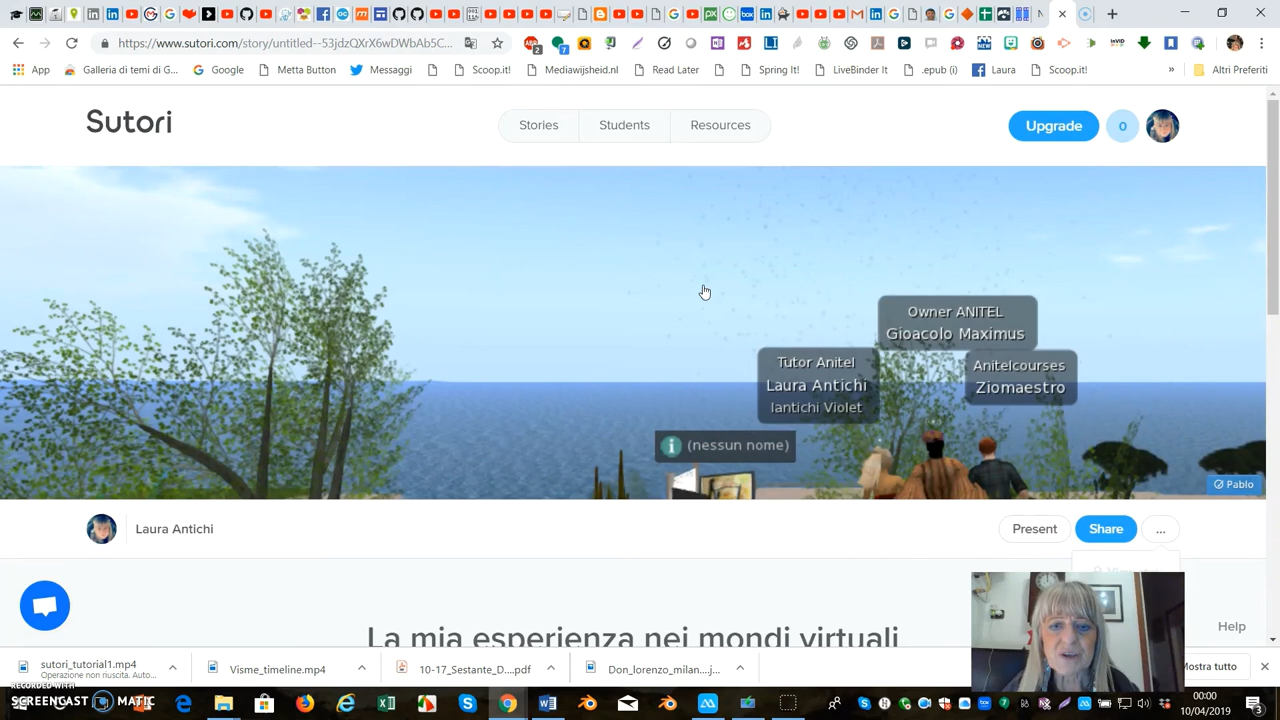 https://www.sutori.com/story/untitled--53jdzQXrX6wDWbAb5C...
App
Galleria di temi di G...
Google
Metta Button
Messaggi
Scoop.it!
Mediawijsheid.nl
Read Later
Spring It!
LiveBinder It
.epub (i)
Laura
Scoop.it!
»
Altri Preferiti
Sutori
Stories
Students
Resources
Upgrade
0
Owner ANITEL
Gioacolo Maximus
Tutor Anitel
Laura Antichi
lantichi Violet
Anitelcourses
Ziomaestro
(nessun nome)
Pablo
Laura Antichi
Present
Share
...
La mia esperienza nei mondi virtuali
Help
sutori_tutorial1.mp4
Operazione non nuscita. Auto...
Visme_timeline.mp4
10-17_Sestante_D....pdf
Don_lorenzo_milan....j...
Mostra tutto
RECORDED WITH
SCREENCAST MATIC
00:00
10/04/2019